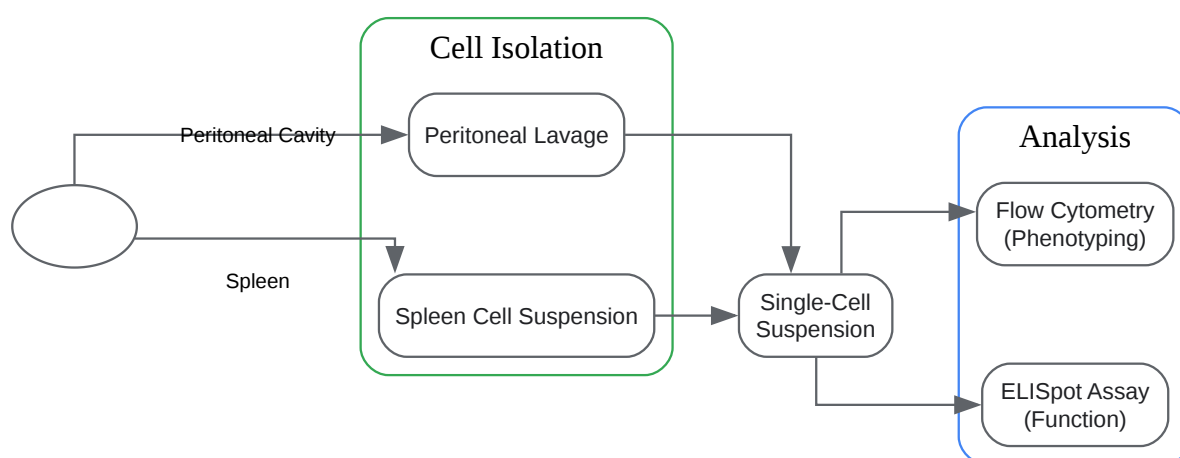 Cell Isolation
Peritoneal Cavity
Peritoneal Lavage
Spleen
Spleen Cell Suspension
Single-Cell
Suspension
Analysis
Flow Cytometry
(Phenotyping)
ELISpot Assay
(Function)